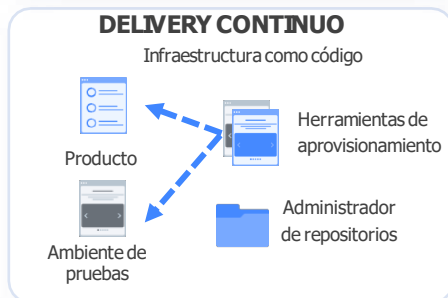 DELIVERY CONTINUO
Infraestructura como código
Herramientas de
aprovisionamiento
Producto
Administrador
de repositorios
Ambiente de
pruebas